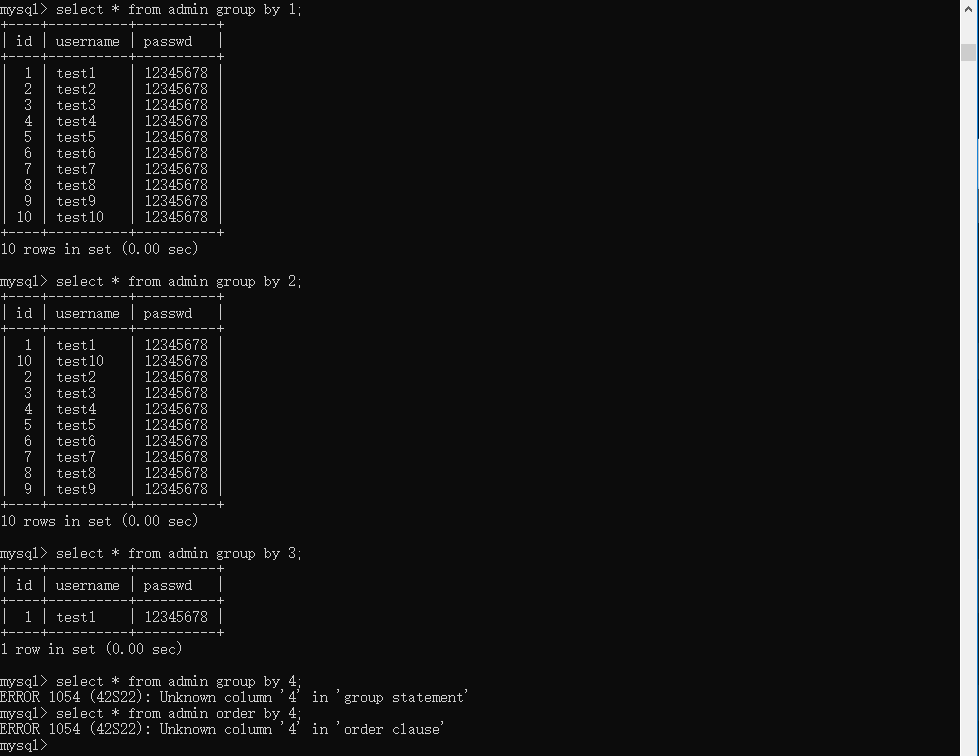 mysql> select * from admin group by 1;
+----+----------+----------+
| id | username | passwd   |
+----+----------+----------+
|  1 | test1    | 12345678 |
|  2 | test2    | 12345678 |
|  3 | test3    | 12345678 |
|  4 | test4    | 12345678 |
|  5 | test5    | 12345678 |
|  6 | test6    | 12345678 |
|  7 | test7    | 12345678 |
|  8 | test8    | 12345678 |
|  9 | test9    | 12345678 |
| 10 | test10   | 12345678 |
+----+----------+----------+
10 rows in set (0.00 sec)

mysql> select * from admin group by 2;
+----+----------+----------+
| id | username | passwd   |
+----+----------+----------+
|  1 | test1    | 12345678 |
| 10 | test10   | 12345678 |
|  2 | test2    | 12345678 |
|  3 | test3    | 12345678 |
|  4 | test4    | 12345678 |
|  5 | test5    | 12345678 |
|  6 | test6    | 12345678 |
|  7 | test7    | 12345678 |
|  8 | test8    | 12345678 |
|  9 | test9    | 12345678 |
+----+----------+----------+
10 rows in set (0.00 sec)

mysql> select * from admin group by 3;
+----+----------+----------+
| id | username | passwd   |
+----+----------+----------+
|  1 | test1    | 12345678 |
+----+----------+----------+
1 row in set (0.00 sec)

mysql> select * from admin group by 4;
ERROR 1054 (42S22): Unknown column '4' in 'group statement'
mysql> select * from admin order by 4;
ERROR 1054 (42S22): Unknown column '4' in 'order clause'
mysql>